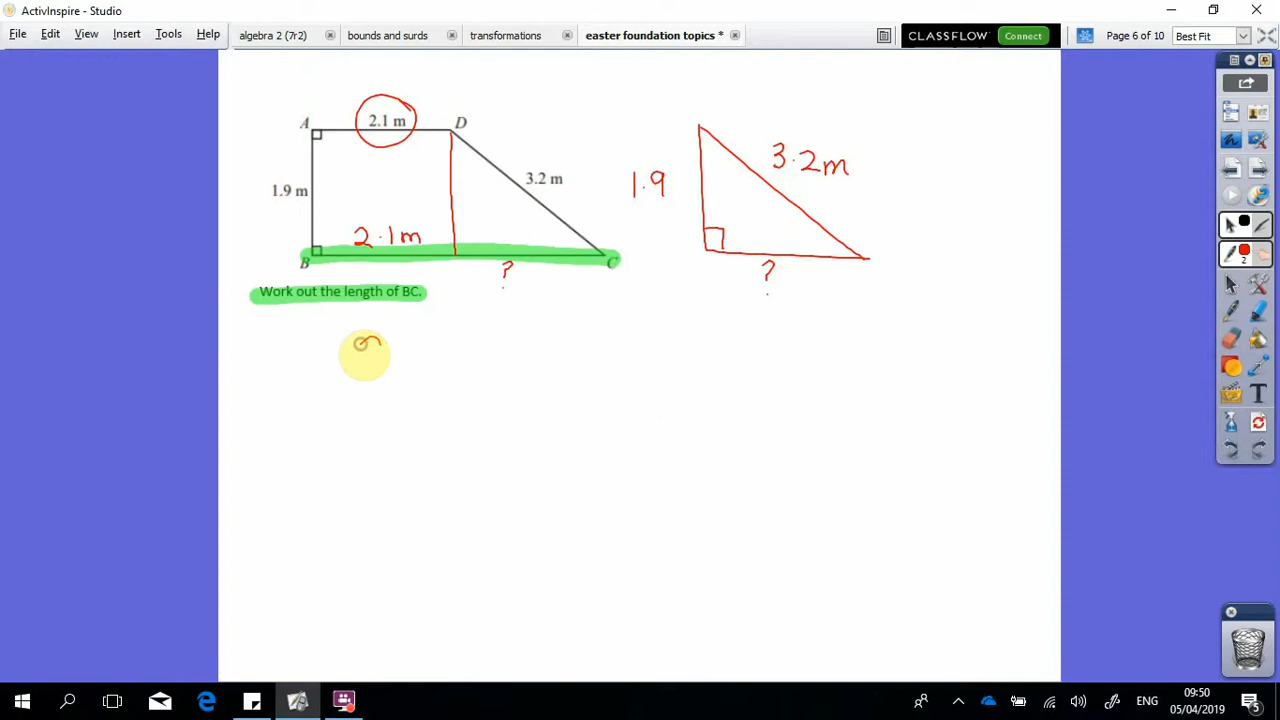 ActivInspire - Studio
File Edit View Insert Tools Help
algebra 2 (7r2)
bounds and surds
transformations
easter foundation topics *
CLASSFLOW
Connect
Page 6 of 10
Best Fit
A
2.1 m
D
1.9 m
3.2 m
2.1m
B
?
C
Work out the length of BC.
1.9
3.2m
?
2
T
ENG
09:50
05/04/2019
5